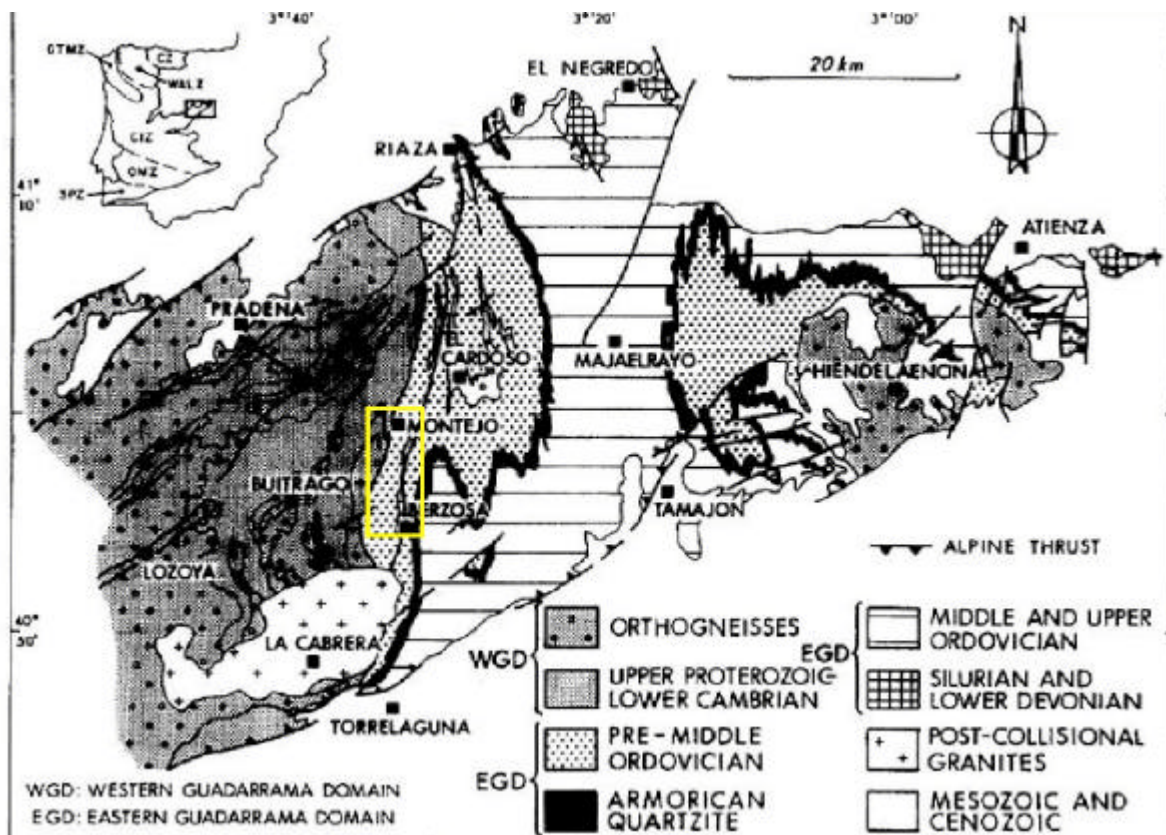 3°40'
3°20'
3°00'
GTMZ
CZ
WALZ
CIZ
OMZ
SPZ
EL NEGREDO
20 km
N
RIAZA
41°
10'
ATIENZA
PRADENA
EL
CARDOSO
MAJAELRAYO
HIENDELAENCINA
MONTEJO
BUITRAGO
BERZOSA
TAMAJON
LOZOYA
ALPINE THRUST
40°
50'
LA CABRERA
TORRELAGUNA
WGD
ORTHOGNEISSES
UPPER PROTEROZOIC-
LOWER CAMBRIAN
EGD
PRE-MIDDLE
ORDOVICIAN
ARMORICAN
QUARTZITE
EGD
MIDDLE AND UPPER
ORDOVICIAN
SILURIAN AND
LOWER DEVONIAN
POST-COLLISIONAL
GRANITES
MESOZOIC AND
CENOZOIC
WGD: WESTERN GUADARRAMA DOMAIN
EGD: EASTERN GUADARRAMA DOMAIN